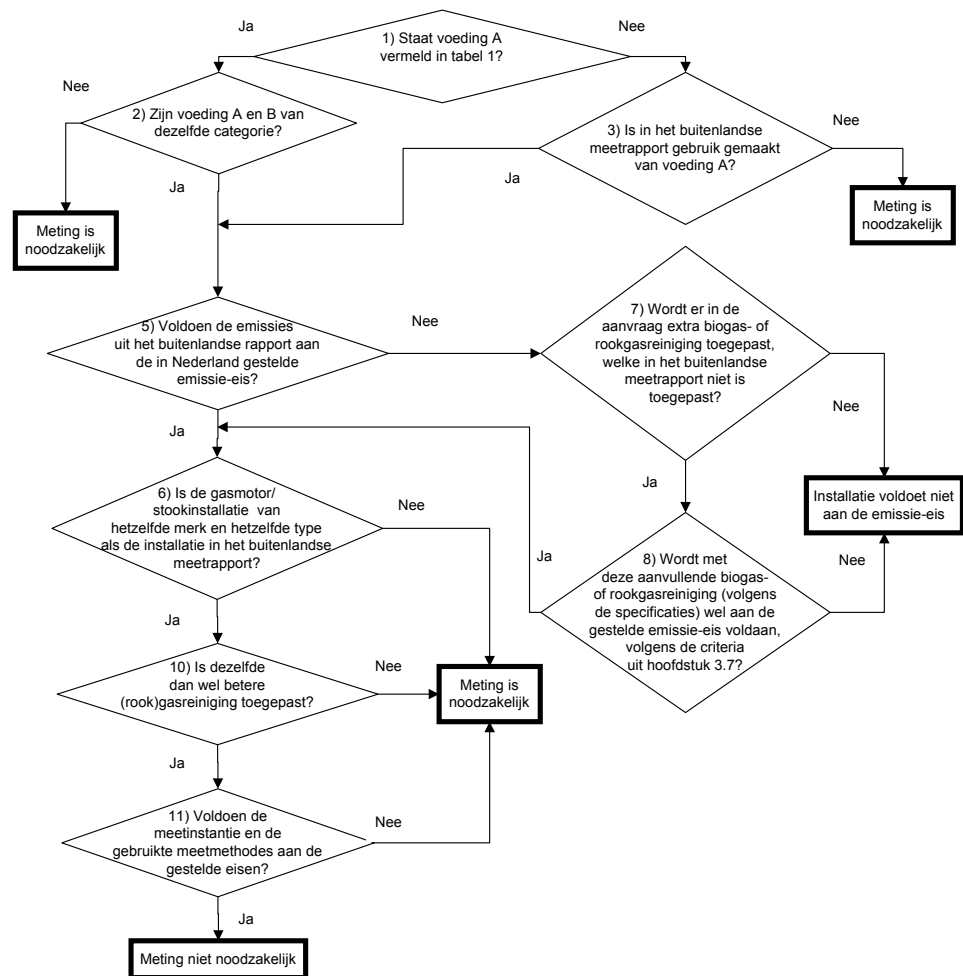 Ja
Nee
1) Staat voeding A
vermeld in tabel 1?
Nee
2) Zijn voeding A en B van
dezelfde categorie?
3) Is in het buitenlandse
meetrapport gebruik gemaakt
van voeding A?
Nee
Ja
Ja
Meting is
noodzakelijk
Meting is
noodzakelijk
5) Voldoen de emissies
uit het buitenlandse rapport aan
de in Nederland gestelde
emissie-eis?
Nee
7) Wordt er in de
aanvraag extra biogas- of
rookgasreiniging toegepast,
welke in het buitenlandse
meetrapport niet is
toegepast?
Nee
Ja
Ja
6) Is de gasmotor/
stookinstallatie van
hetzelfde merk en hetzelfde type
als de installatie in het buitenlandse
meetrapport?
Nee
Installatie voldoet niet
aan de emissie-eis
Ja
8) Wordt met
deze aanvullende biogas-
of rookgasreiniging (volgens
de specificaties) wel aan de
gestelde emissie-eis voldaan,
volgens de criteria
uit hoofdstuk 3.7?
Nee
Ja
10) Is dezelfde
dan wel betere
(rook)gasreiniging toegepast?
Nee
Meting is
noodzakelijk
Ja
11) Voldoen de
meetinstantie en de
gebruikte meetmethodes aan de
gestelde eisen?
Nee
Ja
Meting niet noodzakelijk